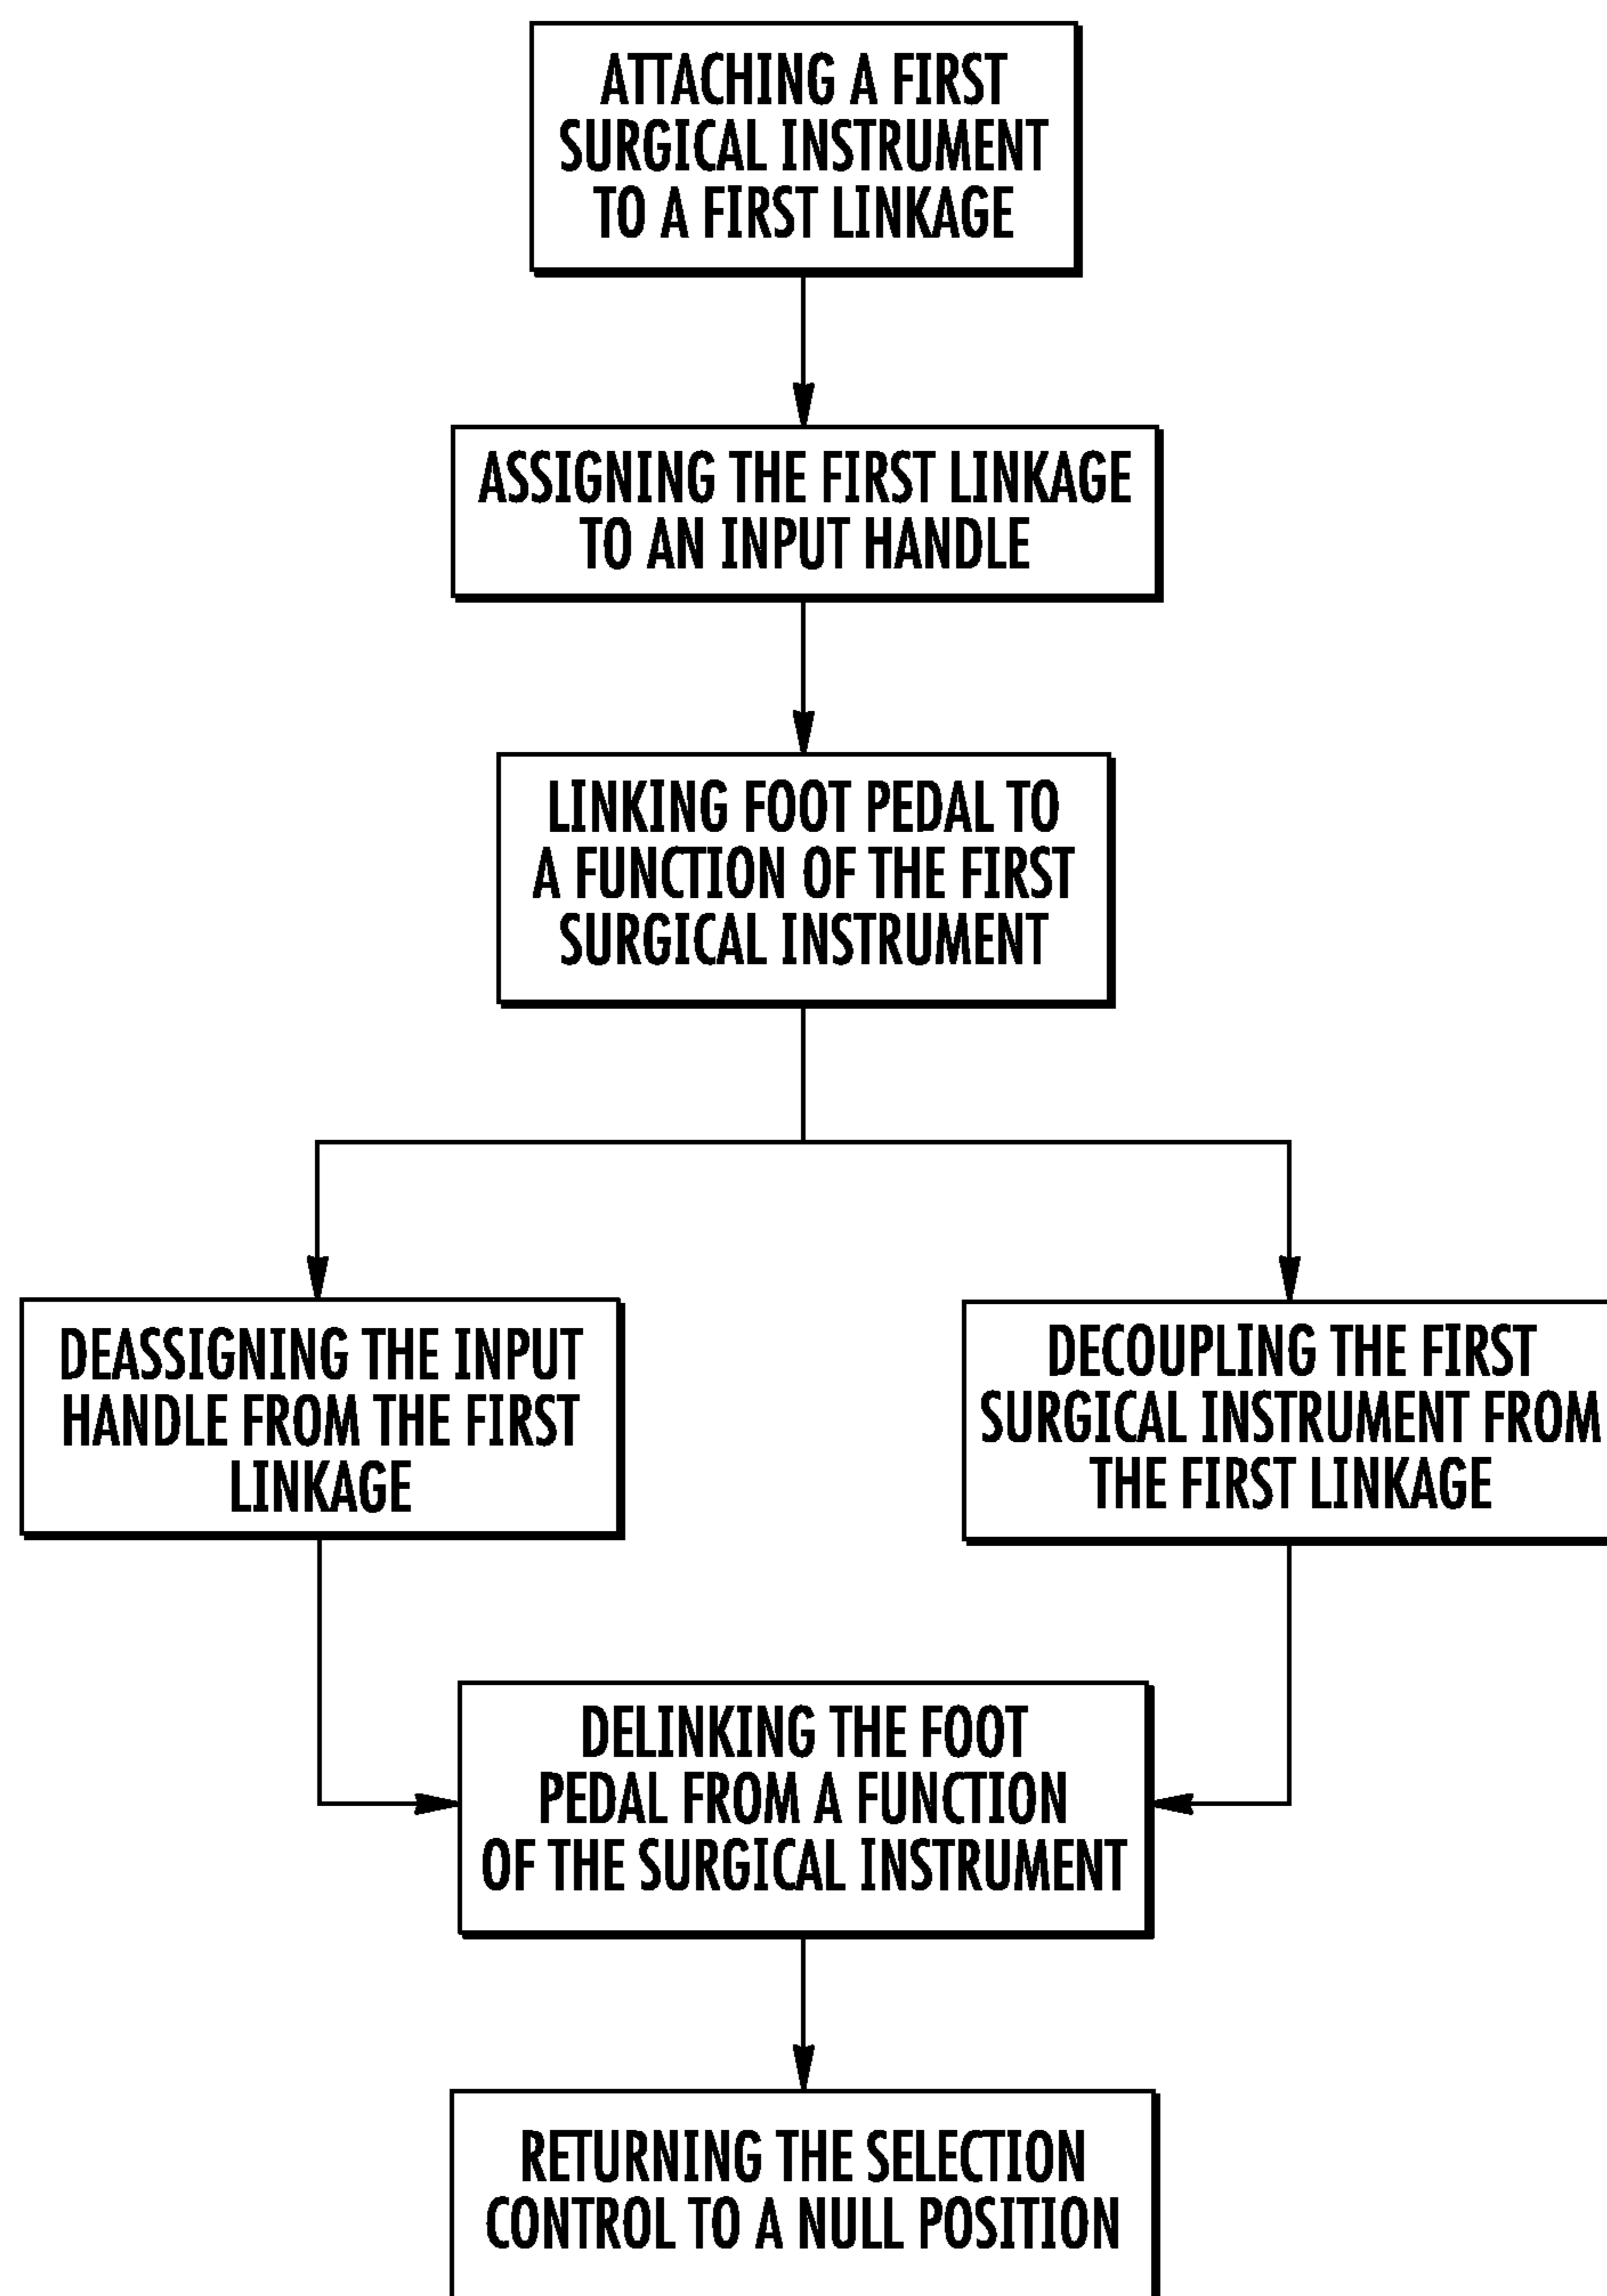 ATTACHING A FIRST
SURGICAL INSTRUMENT
TO A FIRST LINKAGE
ASSIGNING THE FIRST LINKAGE
TO AN INPUT HANDLE
LINKING FOOT PEDAL TO
A FUNCTION OF THE FIRST
SURGICAL INSTRUMENT
DEASSIGNING THE INPUT
HANDLE FROM THE FIRST
LINKAGE
DECOUPLING THE FIRST
SURGICAL INSTRUMENT FROM
THE FIRST LINKAGE
DELINKING THE FOOT
PEDAL FROM A FUNCTION
OF THE SURGICAL INSTRUMENT
RETURNING THE SELECTION
CONTROL TO A NULL POSITION